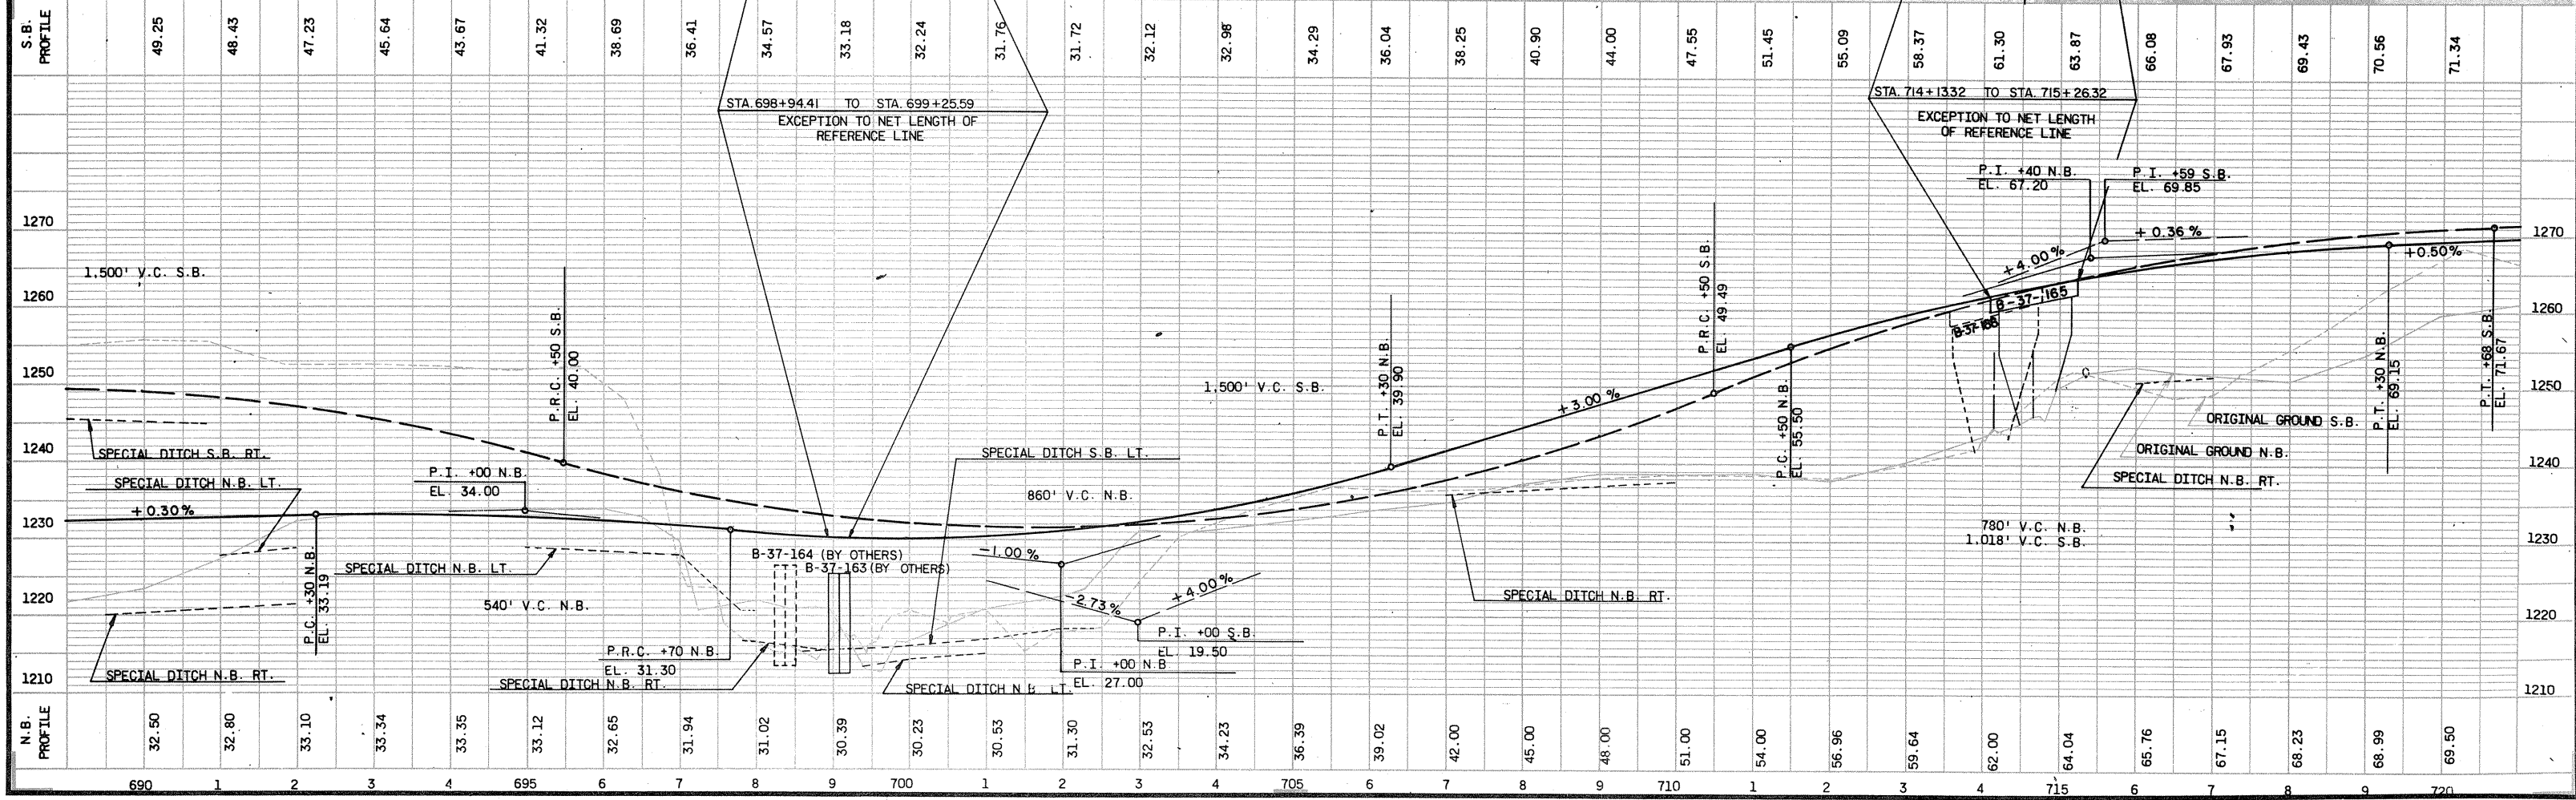 S.B.
PROFILE
49.25
48.43
47.23
45.64
43.67
41.32
38.69
36.41
34.57
33.18
32.24
31.76
31.72
32.12
32.98
34.29
36.04
38.25
40.90
44.00
47.55
51.45
55.09
58.37
61.30
63.87
66.08
67.93
69.43
70.56
71.34
STA. 698+94.41 TO STA. 699+25.59
EXCEPTION TO NET LENGTH OF
REFERENCE LINE
STA. 714+13.32 TO STA. 715+26.32
EXCEPTION TO NET LENGTH
OF REFERENCE LINE
P.I. +40 N.B.
EL. 67.20
P.I. +59 S.B.
EL. 69.85
1270
1260
1250
1240
1230
1220
1210
1,500' V.C. S.B.
P.R.C. +50 S.B.
EL. 40.00
SPECIAL DITCH S.B. RT.
SPECIAL DITCH N.B. LT.
+0.30%
P.I. +00 N.B.
EL. 34.00
P.C. +30 N.B.
EL. 33.19
SPECIAL DITCH N.B. LT.
540' V.C. N.B.
SPECIAL DITCH N.B. RT.
P.R.C. +70 N.B.
EL. 31.30
SPECIAL DITCH N.B. RT.
B-37-164 (BY OTHERS)
B-37-163 (BY OTHERS)
SPECIAL DITCH S.B. LT.
860' V.C. N.B.
-1.00%
-2.73%
+4.00%
P.I. +00 S.B.
EL. 19.50
P.I. +00 N.B.
EL. 27.00
SPECIAL DITCH N.B. LT.
1,500' V.C. S.B.
P.T. +30 N.B.
EL. 39.90
+3.00%
SPECIAL DITCH N.B. RT.
P.R.C. +50 S.B.
EL. 49.49
P.C. +50 N.B.
EL. 55.50
+4.00%
+0.36%
B-37-165
+0.50%
ORIGINAL GROUND S.B.
ORIGINAL GROUND N.B.
SPECIAL DITCH N.B. RT.
780' V.C. N.B.
1,018' V.C. S.B.
P.T. +30 N.B.
EL. 69.15
P.T. +68 S.B.
EL. 71.67
1270
1260
1250
1240
1230
1220
1210
N.B.
PROFILE
32.50
32.80
33.10
33.34
33.35
33.12
32.65
31.94
31.02
30.39
30.23
30.53
31.30
32.53
34.23
36.39
39.02
42.00
45.00
48.00
51.00
54.00
56.96
59.64
62.00
64.04
65.76
67.15
68.23
68.99
69.50
690 1 2 3 4 695 6 7 8 9 700 1 2 3 4 705 6 7 8 9 710 1 2 3 4 715 6 7 8 9 720